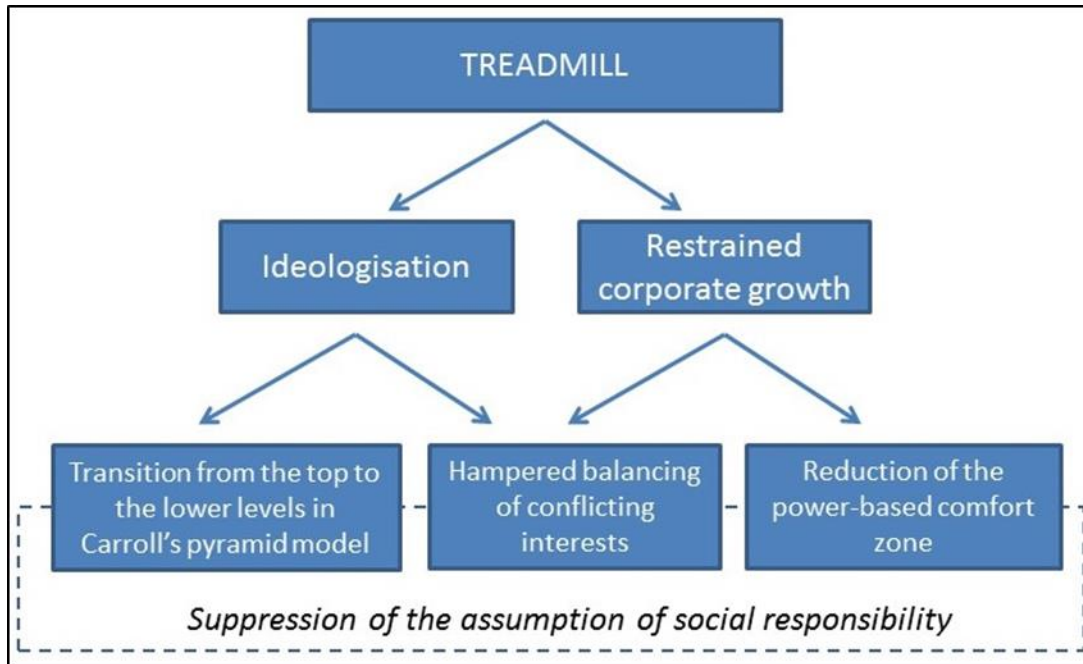 TREADMILL
Ideologisation
Restrained
corporate growth
Transition from the top to
the lower levels in
Carroll's pyramid model
Hampered balancing
of conflicting
interests
Reduction of the
power-based comfort
zone
Suppression of the assumption of social responsibility